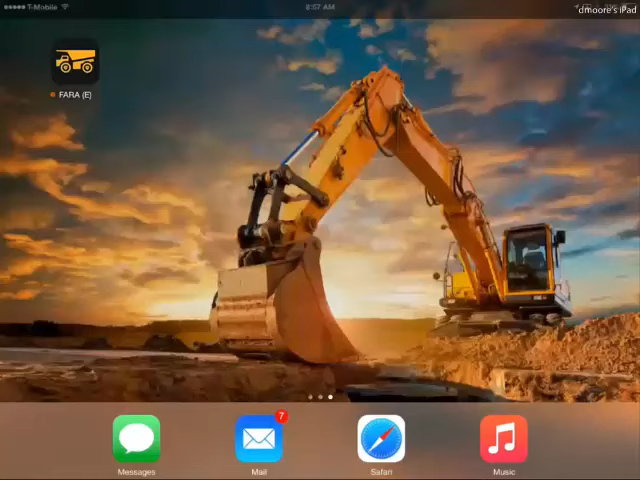 T-Mobile
8:57 AM
dmoore's iPad
FARA (E)
7
Messages
Mail
Safari
Music